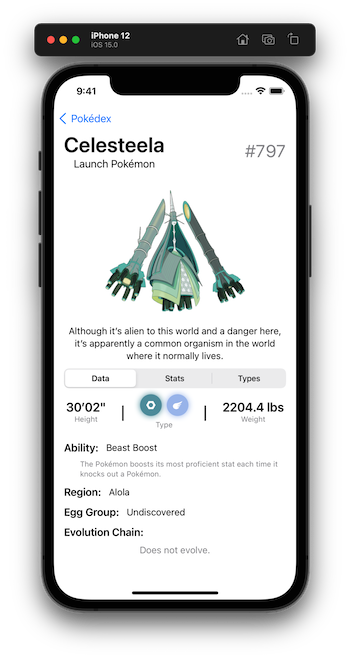 iPhone 12
iOS 15.0
9:41
Pokédex
Celesteela
#797
Launch Pokémon
Although it's alien to this world and a danger here,
it's apparently a common organism in the world
where it normally lives.
Data Stats Types
30'02" | | 2204.4 lbs
Height Type Weight
Ability: Beast Boost
The Pokémon boosts its most proficient stat each time it
knocks out a Pokémon.
Region: Alola
Egg Group: Undiscovered
Evolution Chain:
Does not evolve.